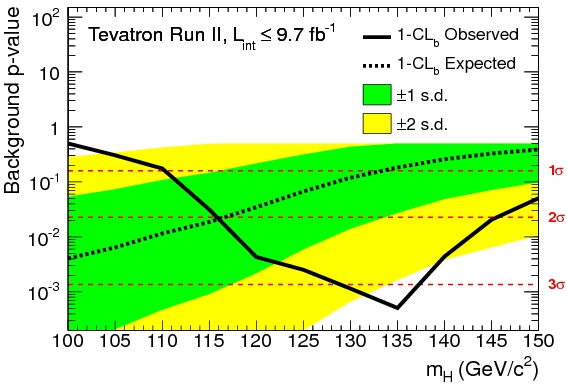 Tevatron Run II, L_int ≤ 9.7 fb⁻¹
1-CL_b Observed
1-CL_b Expected
±1 s.d.
±2 s.d.
Background p-value
10²
10
1
10⁻¹
10⁻²
10⁻³
1σ
2σ
3σ
100 105 110 115 120 125 130 135 140 145 150
m_H (GeV/c²)